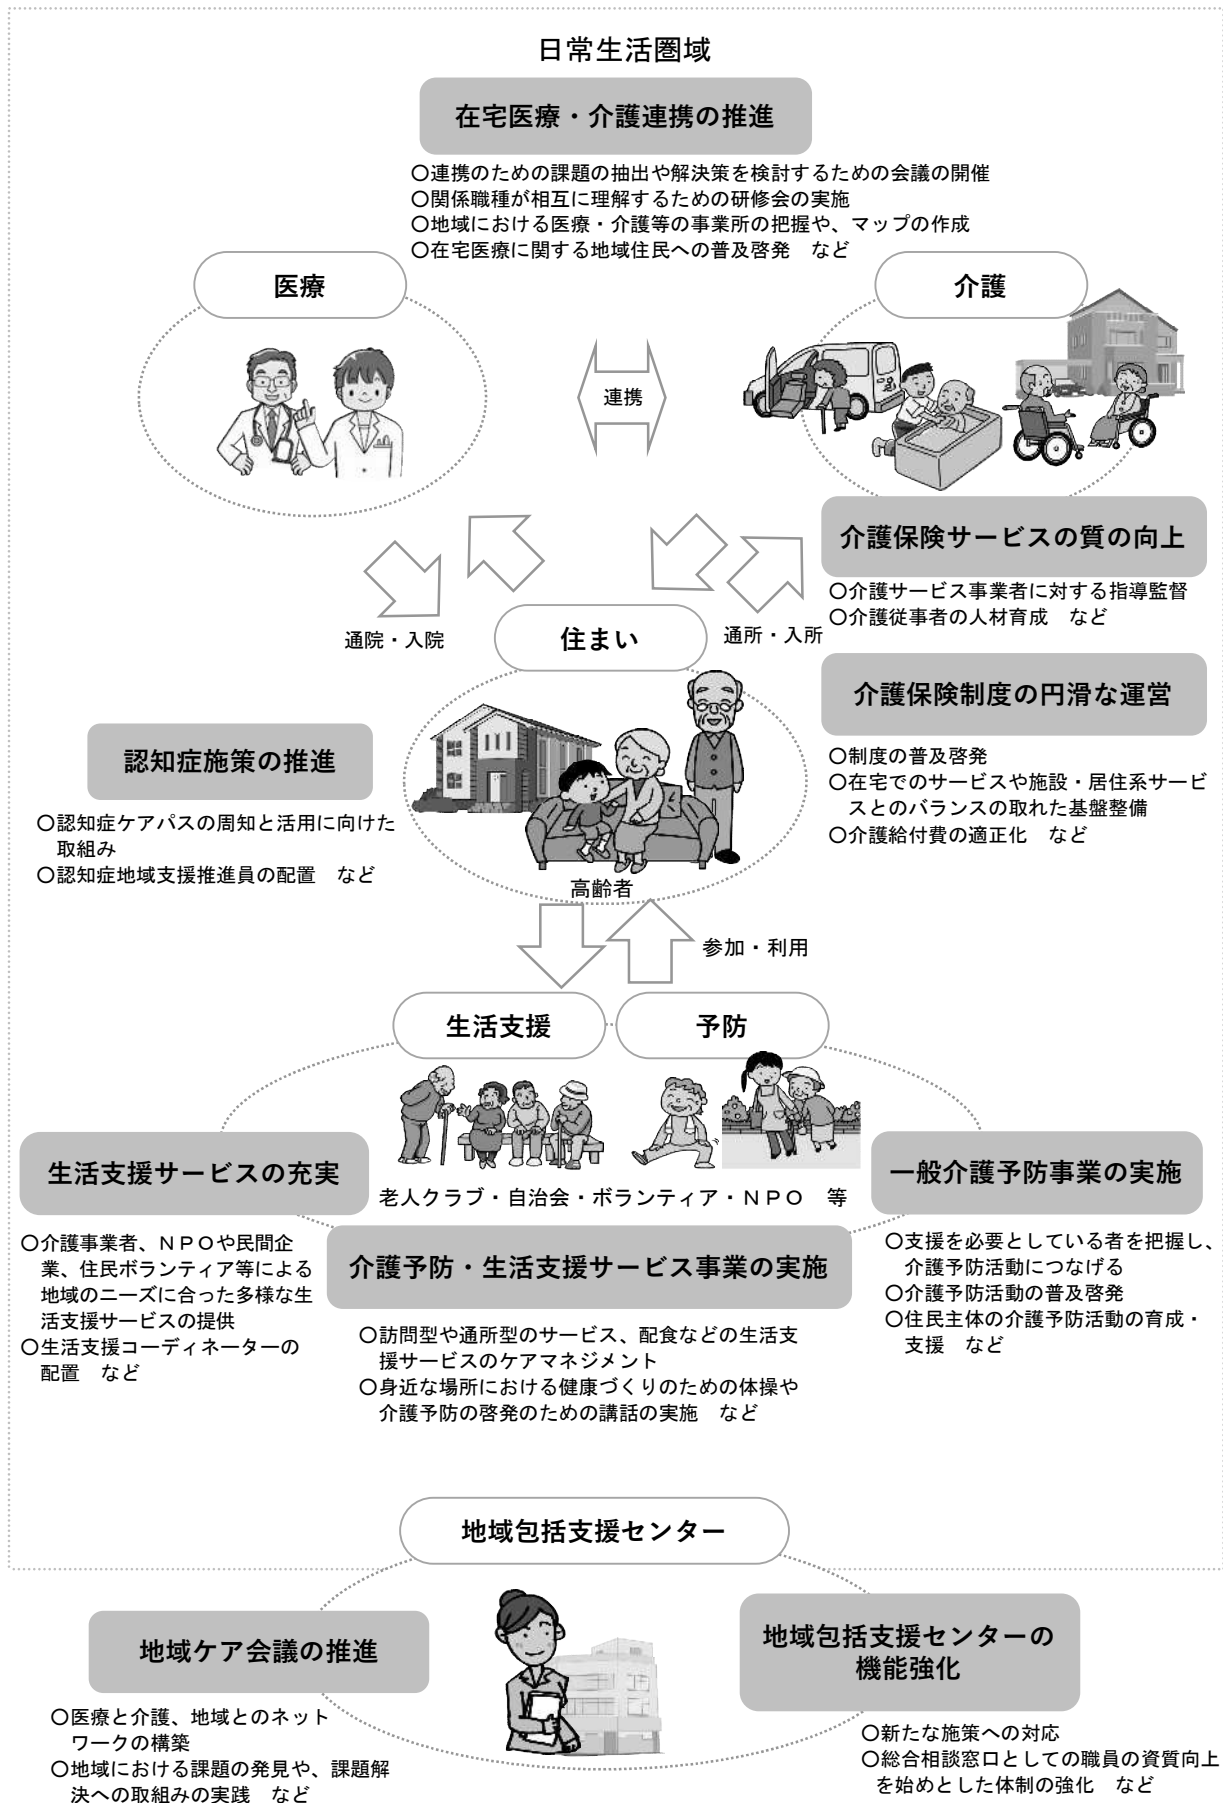 日常生活圏域
在宅医療・介護連携の推進
○連携のための課題の抽出や解決策を検討するための会議の開催
○関係職種が相互に理解するための研修会の実施
○地域における医療・介護等の事業所の把握や、マップの作成
○在宅医療に関する地域住民への普及啓発　など
医療
介護
連携
介護保険サービスの質の向上
○介護サービス事業者に対する指導監督
○介護従事者の人材育成　など
通院・入院
住まい
通所・入所
介護保険制度の円滑な運営
○制度の普及啓発
○在宅でのサービスや施設・居住系サービ
スとのバランスの取れた基盤整備
○介護給付費の適正化　など
認知症施策の推進
○認知症ケアパスの周知と活用に向けた
取組み
○認知症地域支援推進員の配置　など
高齢者
参加・利用
生活支援
予防
生活支援サービスの充実
老人クラブ・自治会・ボランティア・ＮＰＯ　等
一般介護予防事業の実施
○介護事業者、ＮＰＯや民間企
業、住民ボランティア等による
地域のニーズに合った多様な生
活支援サービスの提供
○生活支援コーディネーターの
配置　など
介護予防・生活支援サービス事業の実施
○訪問型や通所型のサービス、配食などの生活支
援サービスのケアマネジメント
○身近な場所における健康づくりのための体操や
介護予防の啓発のための講話の実施　など
○支援を必要としている者を把握し、
介護予防活動につなげる
○介護予防活動の普及啓発
○住民主体の介護予防活動の育成・
支援　など
地域包括支援センター
地域ケア会議の推進
○医療と介護、地域とのネット
ワークの構築
○地域における課題の発見や、課題解
決への取組みの実践　など
地域包括支援センターの
機能強化
○新たな施策への対応
○総合相談窓口としての職員の資質向上
を始めとした体制の強化　など